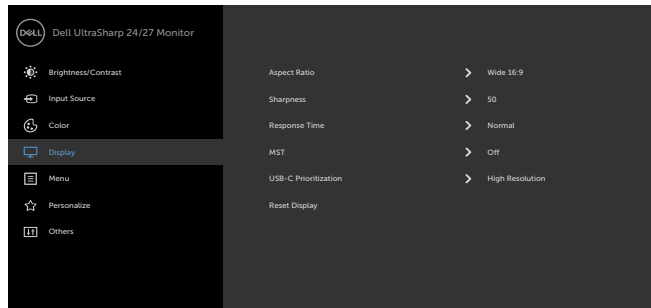 DELL Dell UltraSharp 24/27 Monitor
Brightness/Contrast
Input Source
Color
Display
Menu
Personalize
Others
Aspect Ratio Wide 16:9
Sharpness 50
Response Time Normal
MST Off
USB-C Prioritization High Resolution
Reset Display